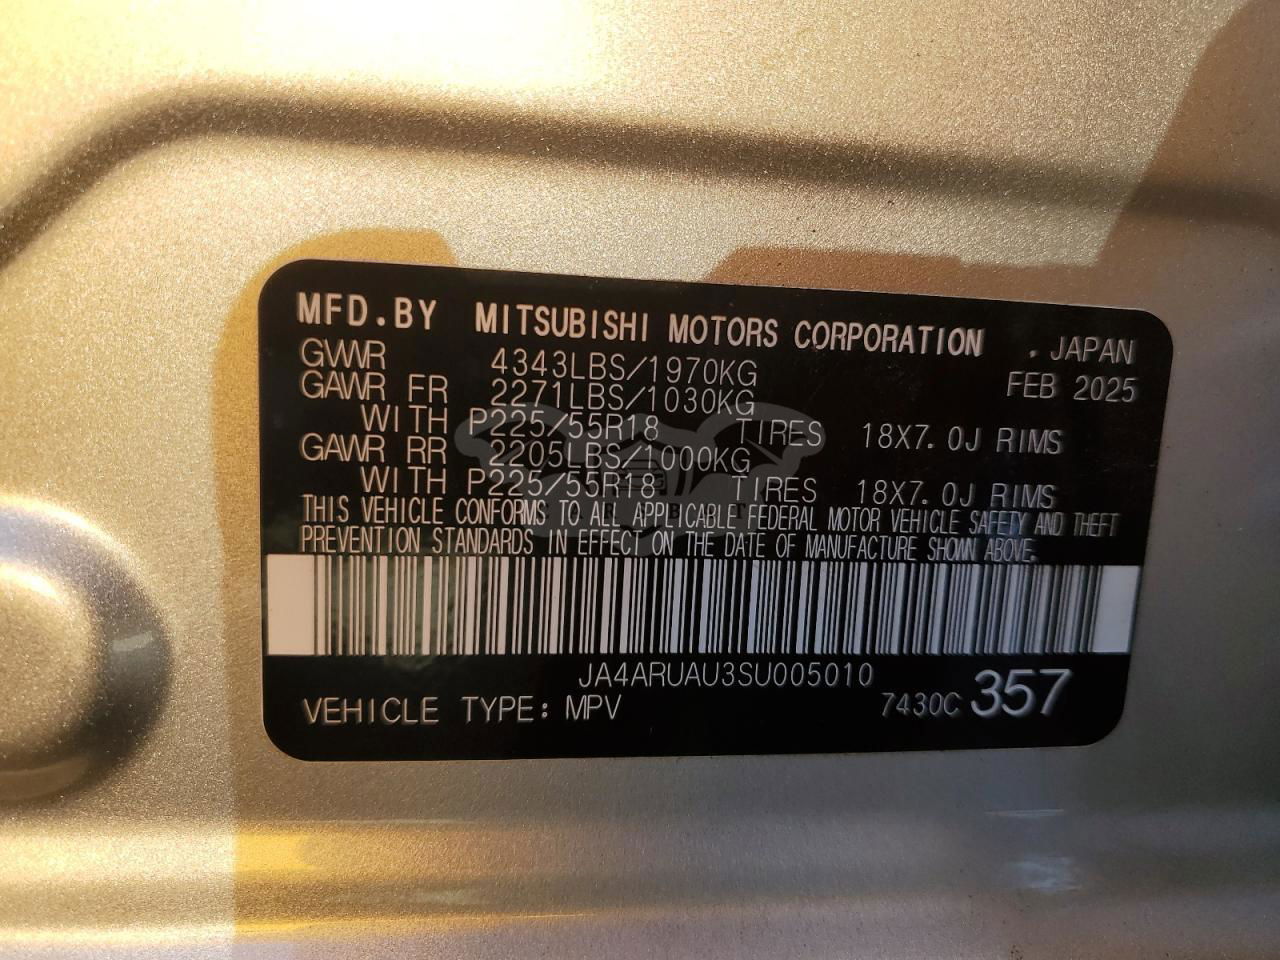 MFD.BY MITSUBISHI MOTORS CORPORATION . JAPAN
GVWR 4343LBS/1970KG FEB 2025
GAWR FR 2271LBS/1030KG
WITH P225/55R18 TIRES 18X7.0J RIMS
GAWR RR 2205LBS/1000KG
WITH P225/55R18 TIRES 18X7.0J RIMS
THIS VEHICLE CONFORMS TO ALL APPLICABLE FEDERAL MOTOR VEHICLE SAFETY AND THEFT
PREVENTION STANDARDS IN EFFECT ON THE DATE OF MANUFACTURE SHOWN ABOVE.
JA4ARUAU3SU005010
VEHICLE TYPE: MPV 7430C 357